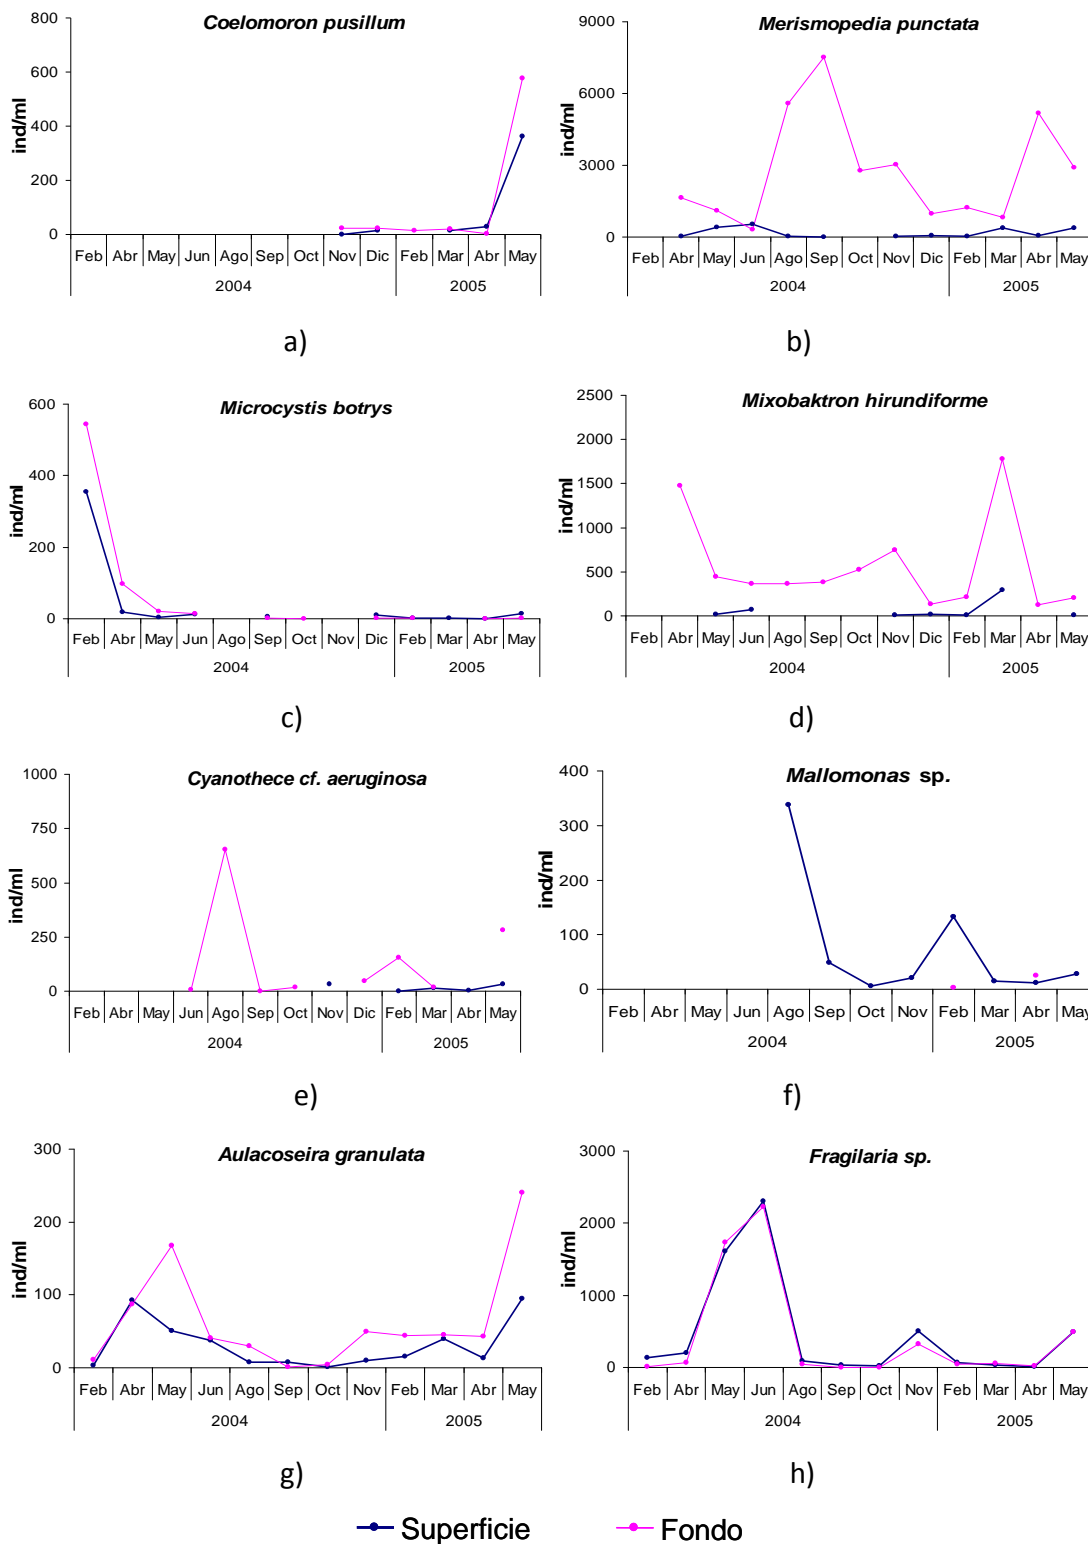 Coelomoron pusillum
800
600
400
200
0
ind/ml
Feb Abr May Jun Ago Sep Oct Nov Dic Feb Mar Abr May
2004 2005
a)
Merismopedia punctata
9000
6000
3000
0
ind/ml
Feb Abr May Jun Ago Sep Oct Nov Dic Feb Mar Abr May
2004 2005
b)
Microcystis botrys
600
400
200
0
ind/ml
Feb Abr May Jun Ago Sep Oct Nov Dic Feb Mar Abr May
2004 2005
c)
Mixobaktron hirundiforme
2500
2000
1500
1000
500
0
ind/ml
Feb Abr May Jun Ago Sep Oct Nov Dic Feb Mar Abr May
2004 2005
d)
Cyanothece cf. aeruginosa
1000
750
500
250
0
ind/ml
Feb Abr May Jun Ago Sep Oct Nov Dic Feb Mar Abr May
2004 2005
e)
Mallomonas sp.
400
300
200
100
0
ind/ml
Feb Abr May Jun Ago Sep Oct Nov Feb Mar Abr May
2004 2005
f)
Aulacoseira granulata
300
200
100
0
ind/ml
Feb Abr May Jun Ago Sep Oct Nov Feb Mar Abr May
2004 2005
g)
Fragilaria sp.
3000
2000
1000
0
ind/ml
Feb Abr May Jun Ago Sep Oct Nov Feb Mar Abr May
2004 2005
h)
Superficie Fondo